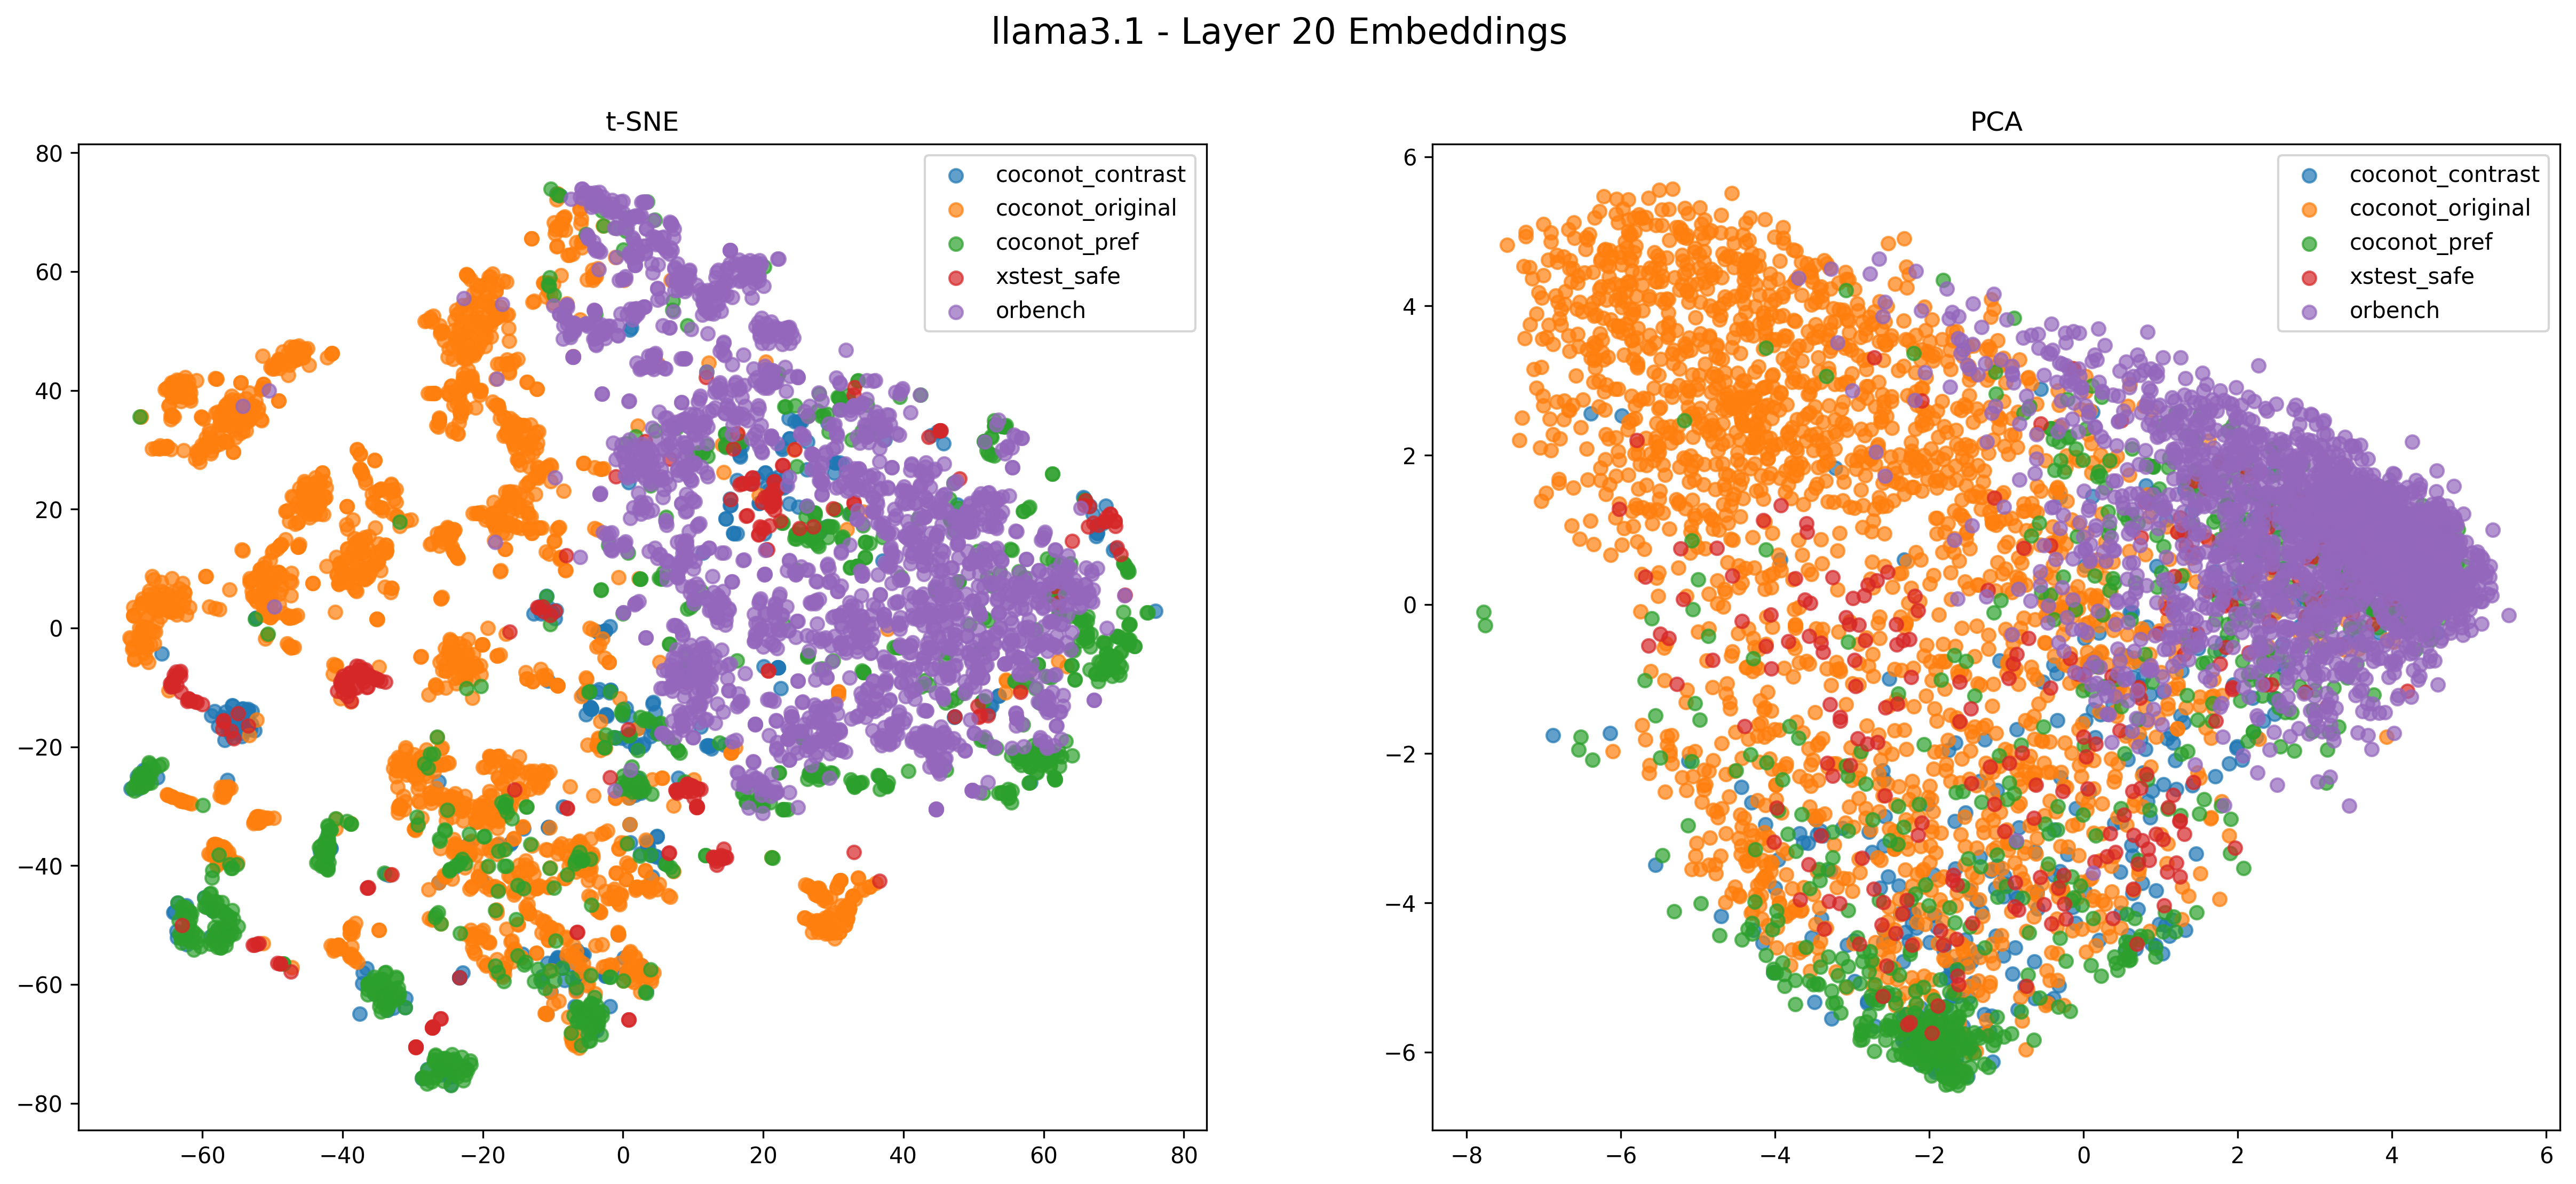 llama3.1 - Layer 20 Embeddings
t-SNE
80
60
40
20
0
−20
−40
−60
−80
−60
−40
−20
0
20
40
60
80
coconot_contrast
coconot_original
coconot_pref
xstest_safe
orbench
PCA
6
4
2
0
−2
−4
−6
−8
−6
−4
−2
0
2
4
6
coconot_contrast
coconot_original
coconot_pref
xstest_safe
orbench